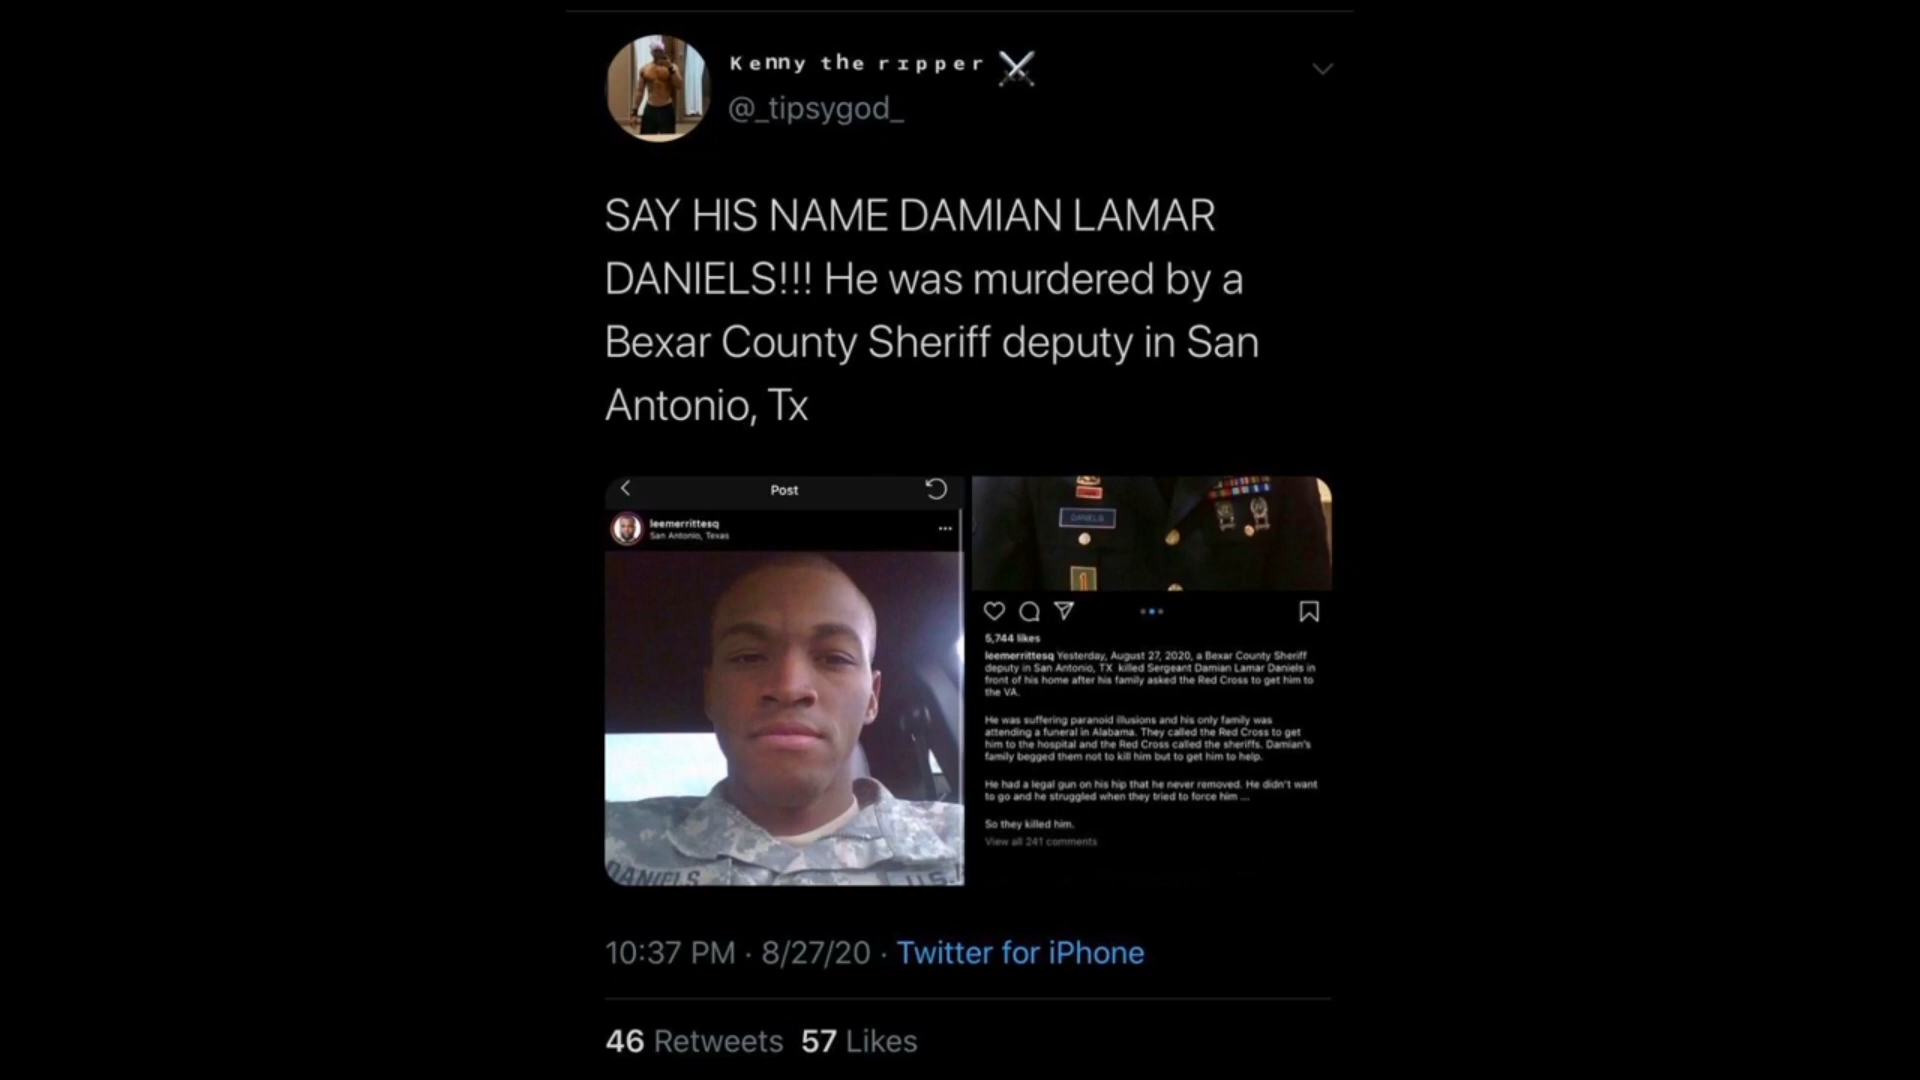 Kenny the rɪpper ⚔
@_tipsygod_
SAY HIS NAME DAMIAN LAMAR
DANIELS!!! He was murdered by a
Bexar County Sheriff deputy in San
Antonio, Tx
Post
leemerrittesq
San Antonio, Texas
DANIELS
U.S.
DANIELS
1
5,744 likes
leemerrittesq Yesterday, August 27, 2020, a Bexar County Sheriff
deputy in San Antonio, TX killed Sergeant Damian Lamar Daniels in
front of his home after his family asked the Red Cross to get him to
the VA.
He was suffering paranoid illusions and his only family was
attending a funeral in Alabama. They called the Red Cross to get
him to the hospital and the Red Cross called the sheriffs. Damian's
family begged them not to kill him but to get him to help.
He had a legal gun on his hip that he never removed. He didn't want
to go and he struggled when they tried to force him ...
So they killed him.
View all 241 comments
10:37 PM · 8/27/20 · Twitter for iPhone
46 Retweets 57 Likes